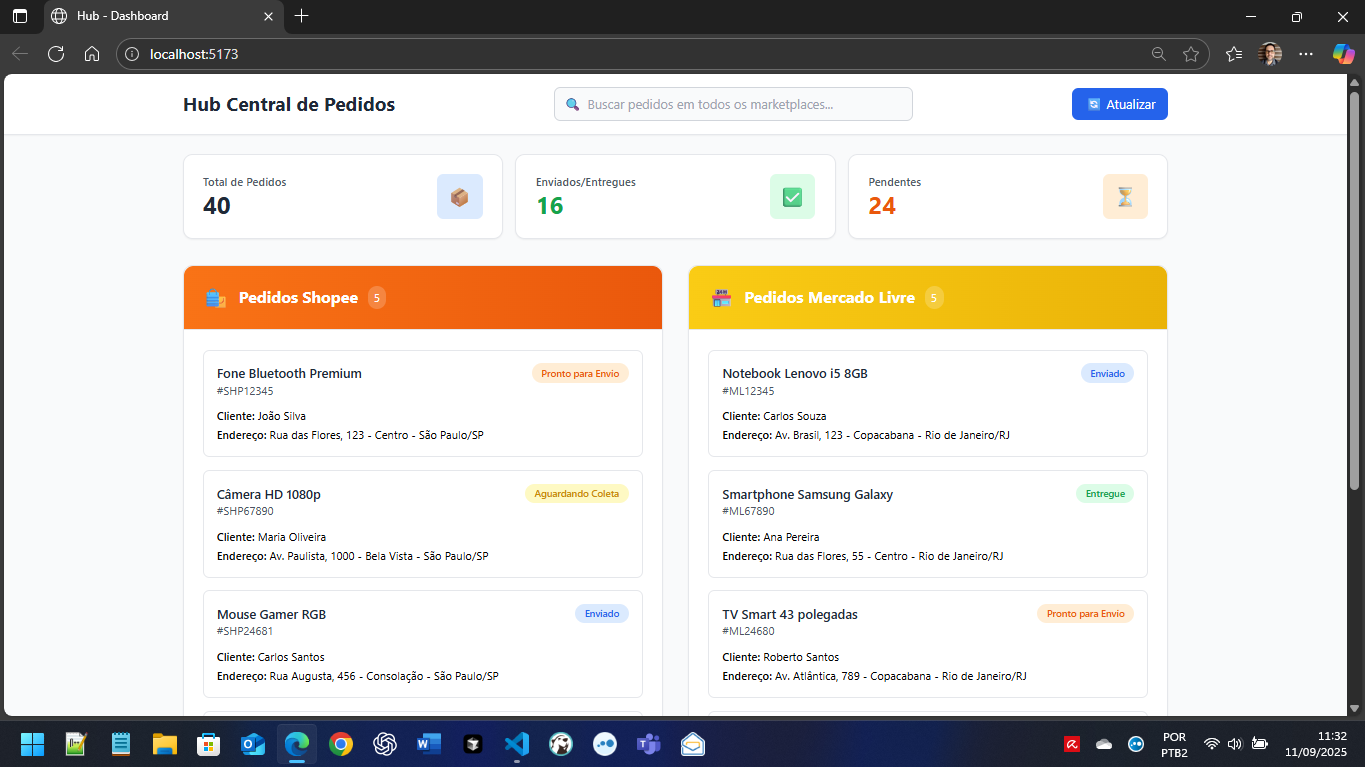 Hub - Dashboard
localhost:5173
Hub Central de Pedidos
Buscar pedidos em todos os marketplaces...
Atualizar
Total de Pedidos
40
Enviados/Entregues
16
Pendentes
24
Pedidos Shopee 5
Fone Bluetooth Premium
Pronto para Envio
#SHP12345
Cliente: João Silva
Endereço: Rua das Flores, 123 - Centro - São Paulo/SP
Câmera HD 1080p
Aguardando Coleta
#SHP67890
Cliente: Maria Oliveira
Endereço: Av. Paulista, 1000 - Bela Vista - São Paulo/SP
Mouse Gamer RGB
Enviado
#SHP24681
Cliente: Carlos Santos
Endereço: Rua Augusta, 456 - Consolação - São Paulo/SP
Pedidos Mercado Livre 5
Notebook Lenovo i5 8GB
Enviado
#ML12345
Cliente: Carlos Souza
Endereço: Av. Brasil, 123 - Copacabana - Rio de Janeiro/RJ
Smartphone Samsung Galaxy
Entregue
#ML67890
Cliente: Ana Pereira
Endereço: Rua das Flores, 55 - Centro - Rio de Janeiro/RJ
TV Smart 43 polegadas
Pronto para Envio
#ML24680
Cliente: Roberto Santos
Endereço: Av. Atlântica, 789 - Copacabana - Rio de Janeiro/RJ
POR
PTB2
11:32
11/09/2025